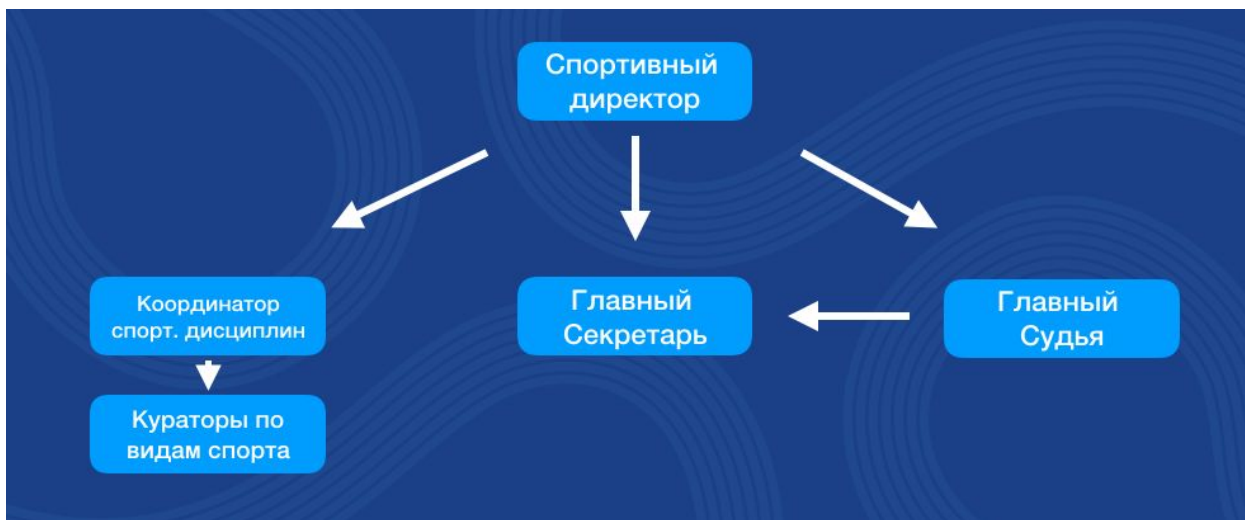 Спортивный
директор
Координатор
спорт. дисциплин
Главный
Секретарь
Главный
Судья
Кураторы по
видам спорта